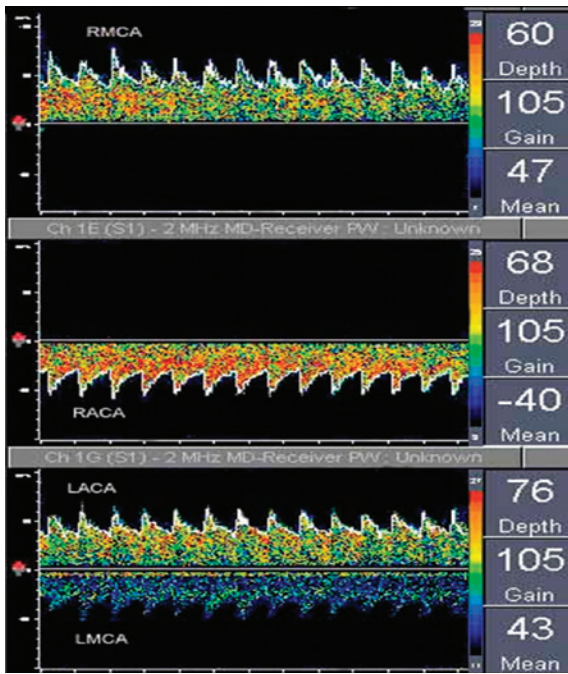 RMCA
60
Depth
105
Gain
47
Mean
Ch 1E (S1) - 2 MHz MD-Receiver PW : Unknown
68
Depth
105
Gain
RACA
-40
Mean
Ch 1G (S1) - 2 MHz MD-Receiver PW : Unknown
LACA
76
Depth
105
Gain
LMCA
43
Mean